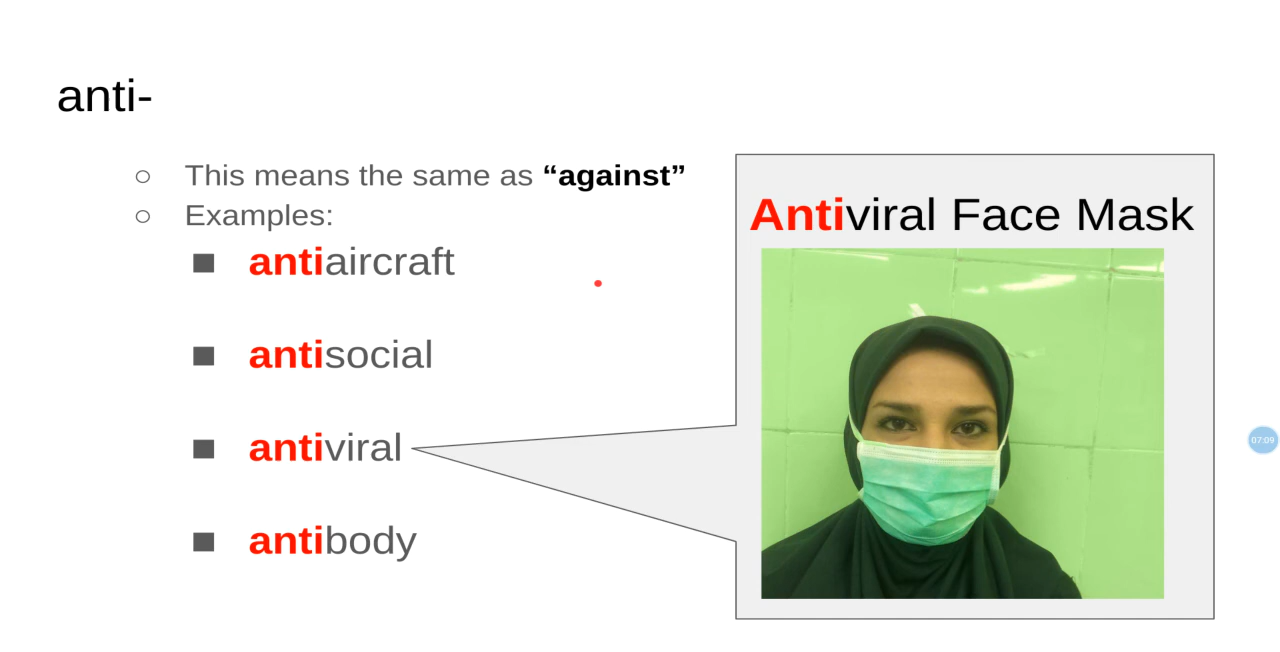 anti-
This means the same as “against”
Examples:
antiaircraft
antisocial
antiviral
antibody
Antiviral Face Mask
07:09